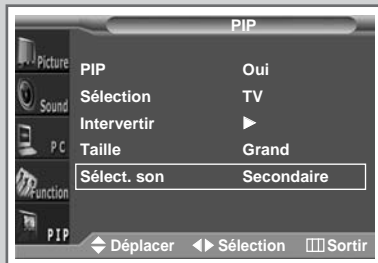 PIP
Picture
Sound
PC
Function
PIP
PIP Oui
Sélection TV
Intervertir ▶
Taille Grand
Sélect. son Secondaire
Déplacer Sélection Sortir